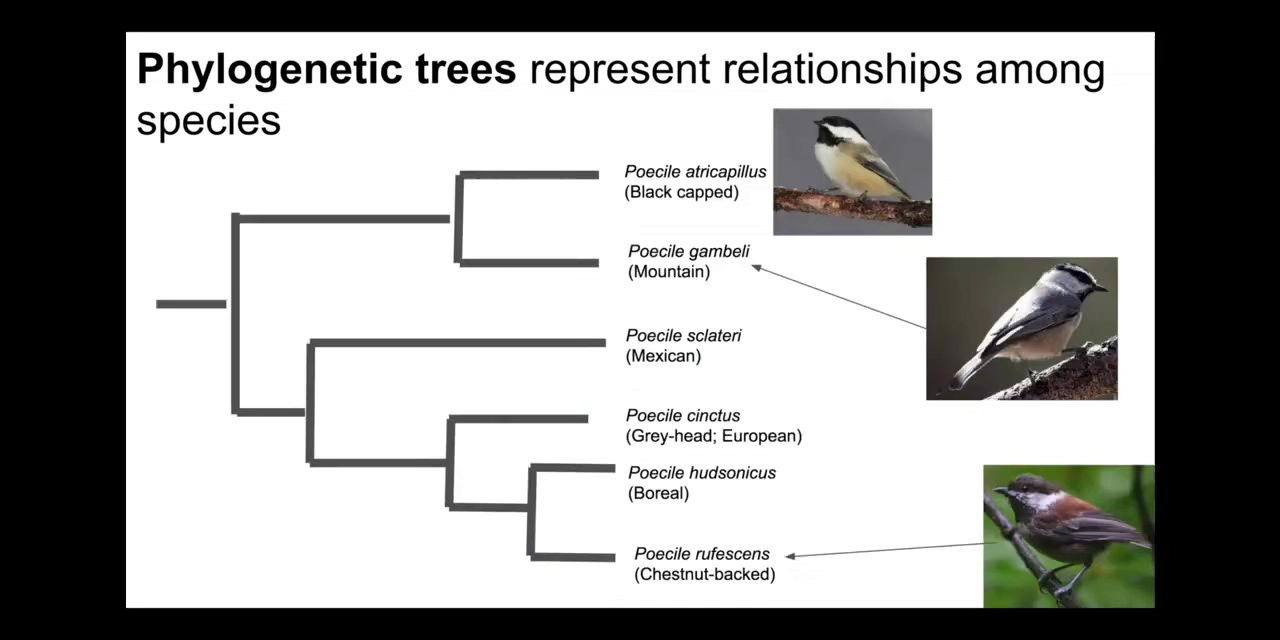 Phylogenetic trees represent relationships among
species
Poecile atricapillus
(Black capped)
Poecile gambeli
(Mountain)
Poecile sclateri
(Mexican)
Poecile cinctus
(Grey-head; European)
Poecile hudsonicus
(Boreal)
Poecile rufescens
(Chestnut-backed)